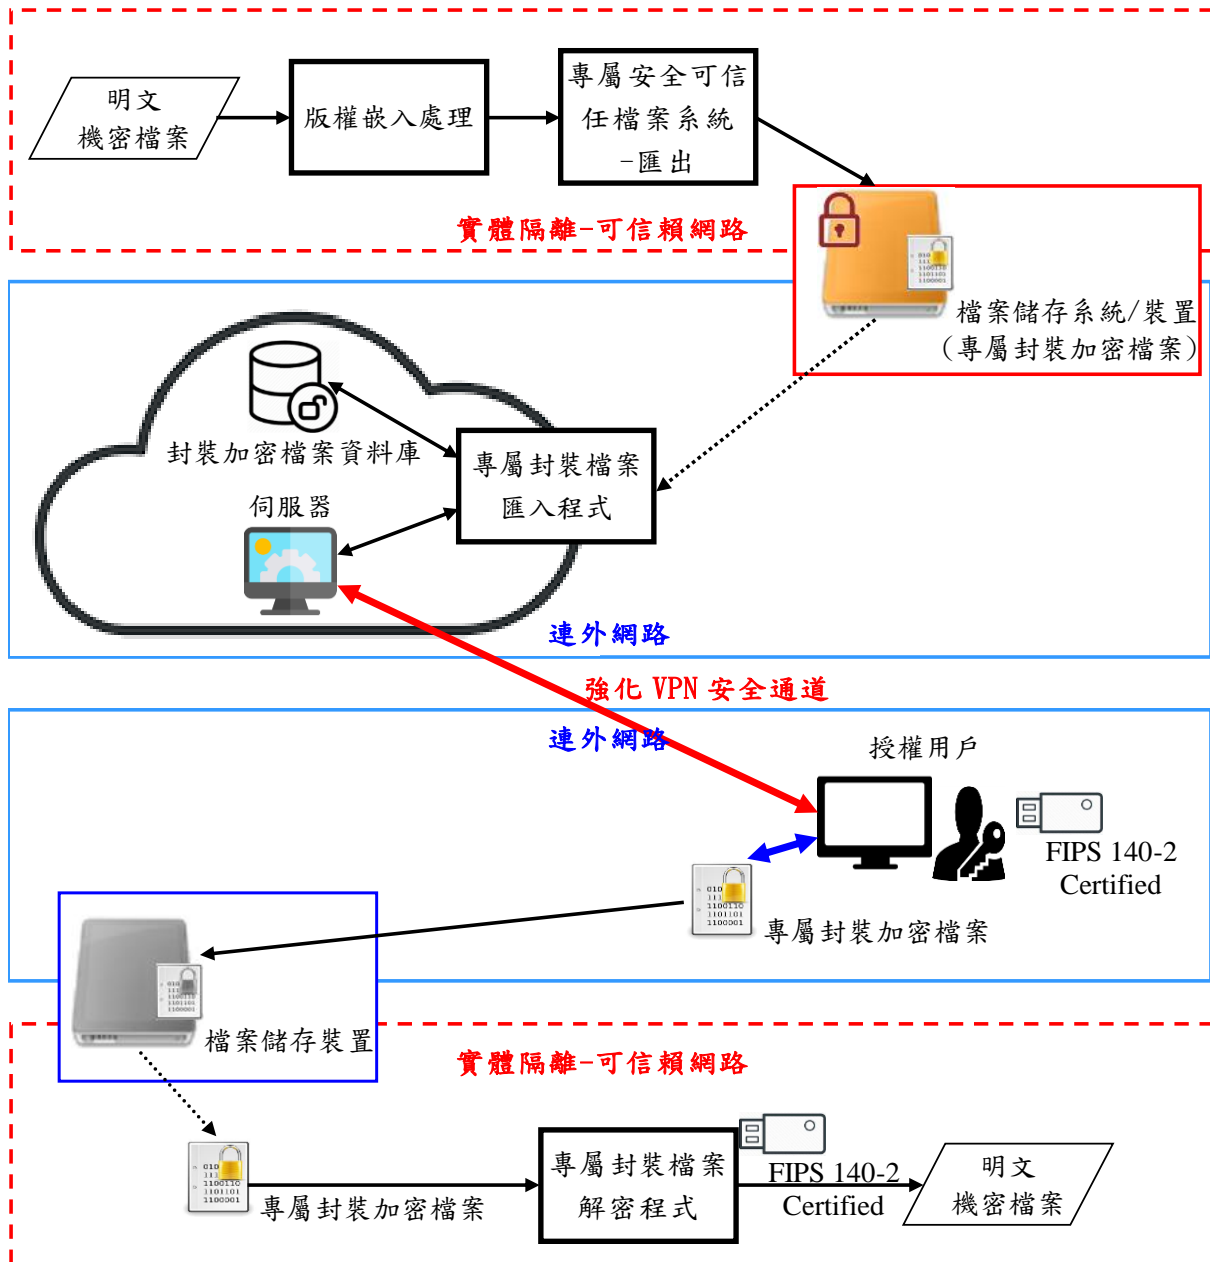 明文
機密檔案
版權嵌入處理
專屬安全可信
任檔案系統
-匯出
實體隔離-可信賴網路
檔案儲存系統/裝置
(專屬封裝加密檔案)
封裝加密檔案資料庫
專屬封裝檔案
匯入程式
伺服器
連外網路
強化 VPN 安全通道
連外網路
授權用戶
FIPS 140-2
Certified
專屬封裝加密檔案
檔案儲存裝置
實體隔離-可信賴網路
專屬封裝加密檔案
專屬封裝檔案
解密程式
FIPS 140-2
Certified
明文
機密檔案